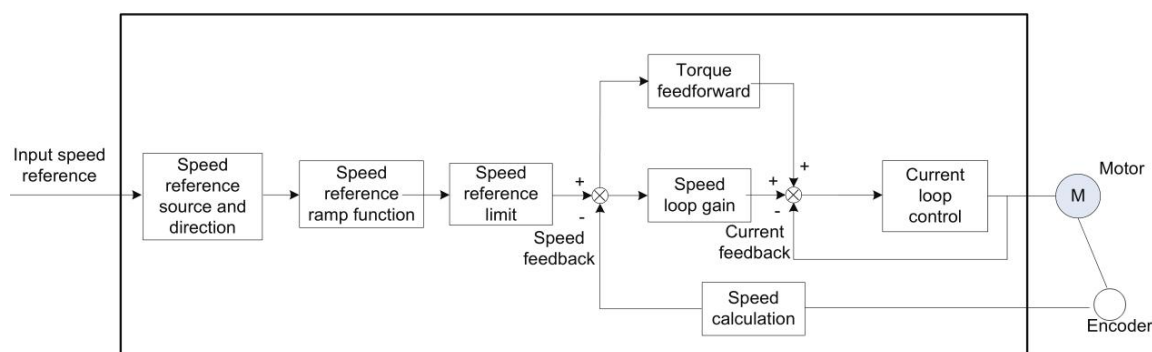 Torque
feedforward
Input speed
reference
Speed
reference
source and
direction
Speed
reference
ramp function
Speed
reference
limit
+
-
Speed
feedback
Speed
loop gain
+
+
-
Current
feedback
Current
loop
control
Motor
M
Speed
calculation
Encoder